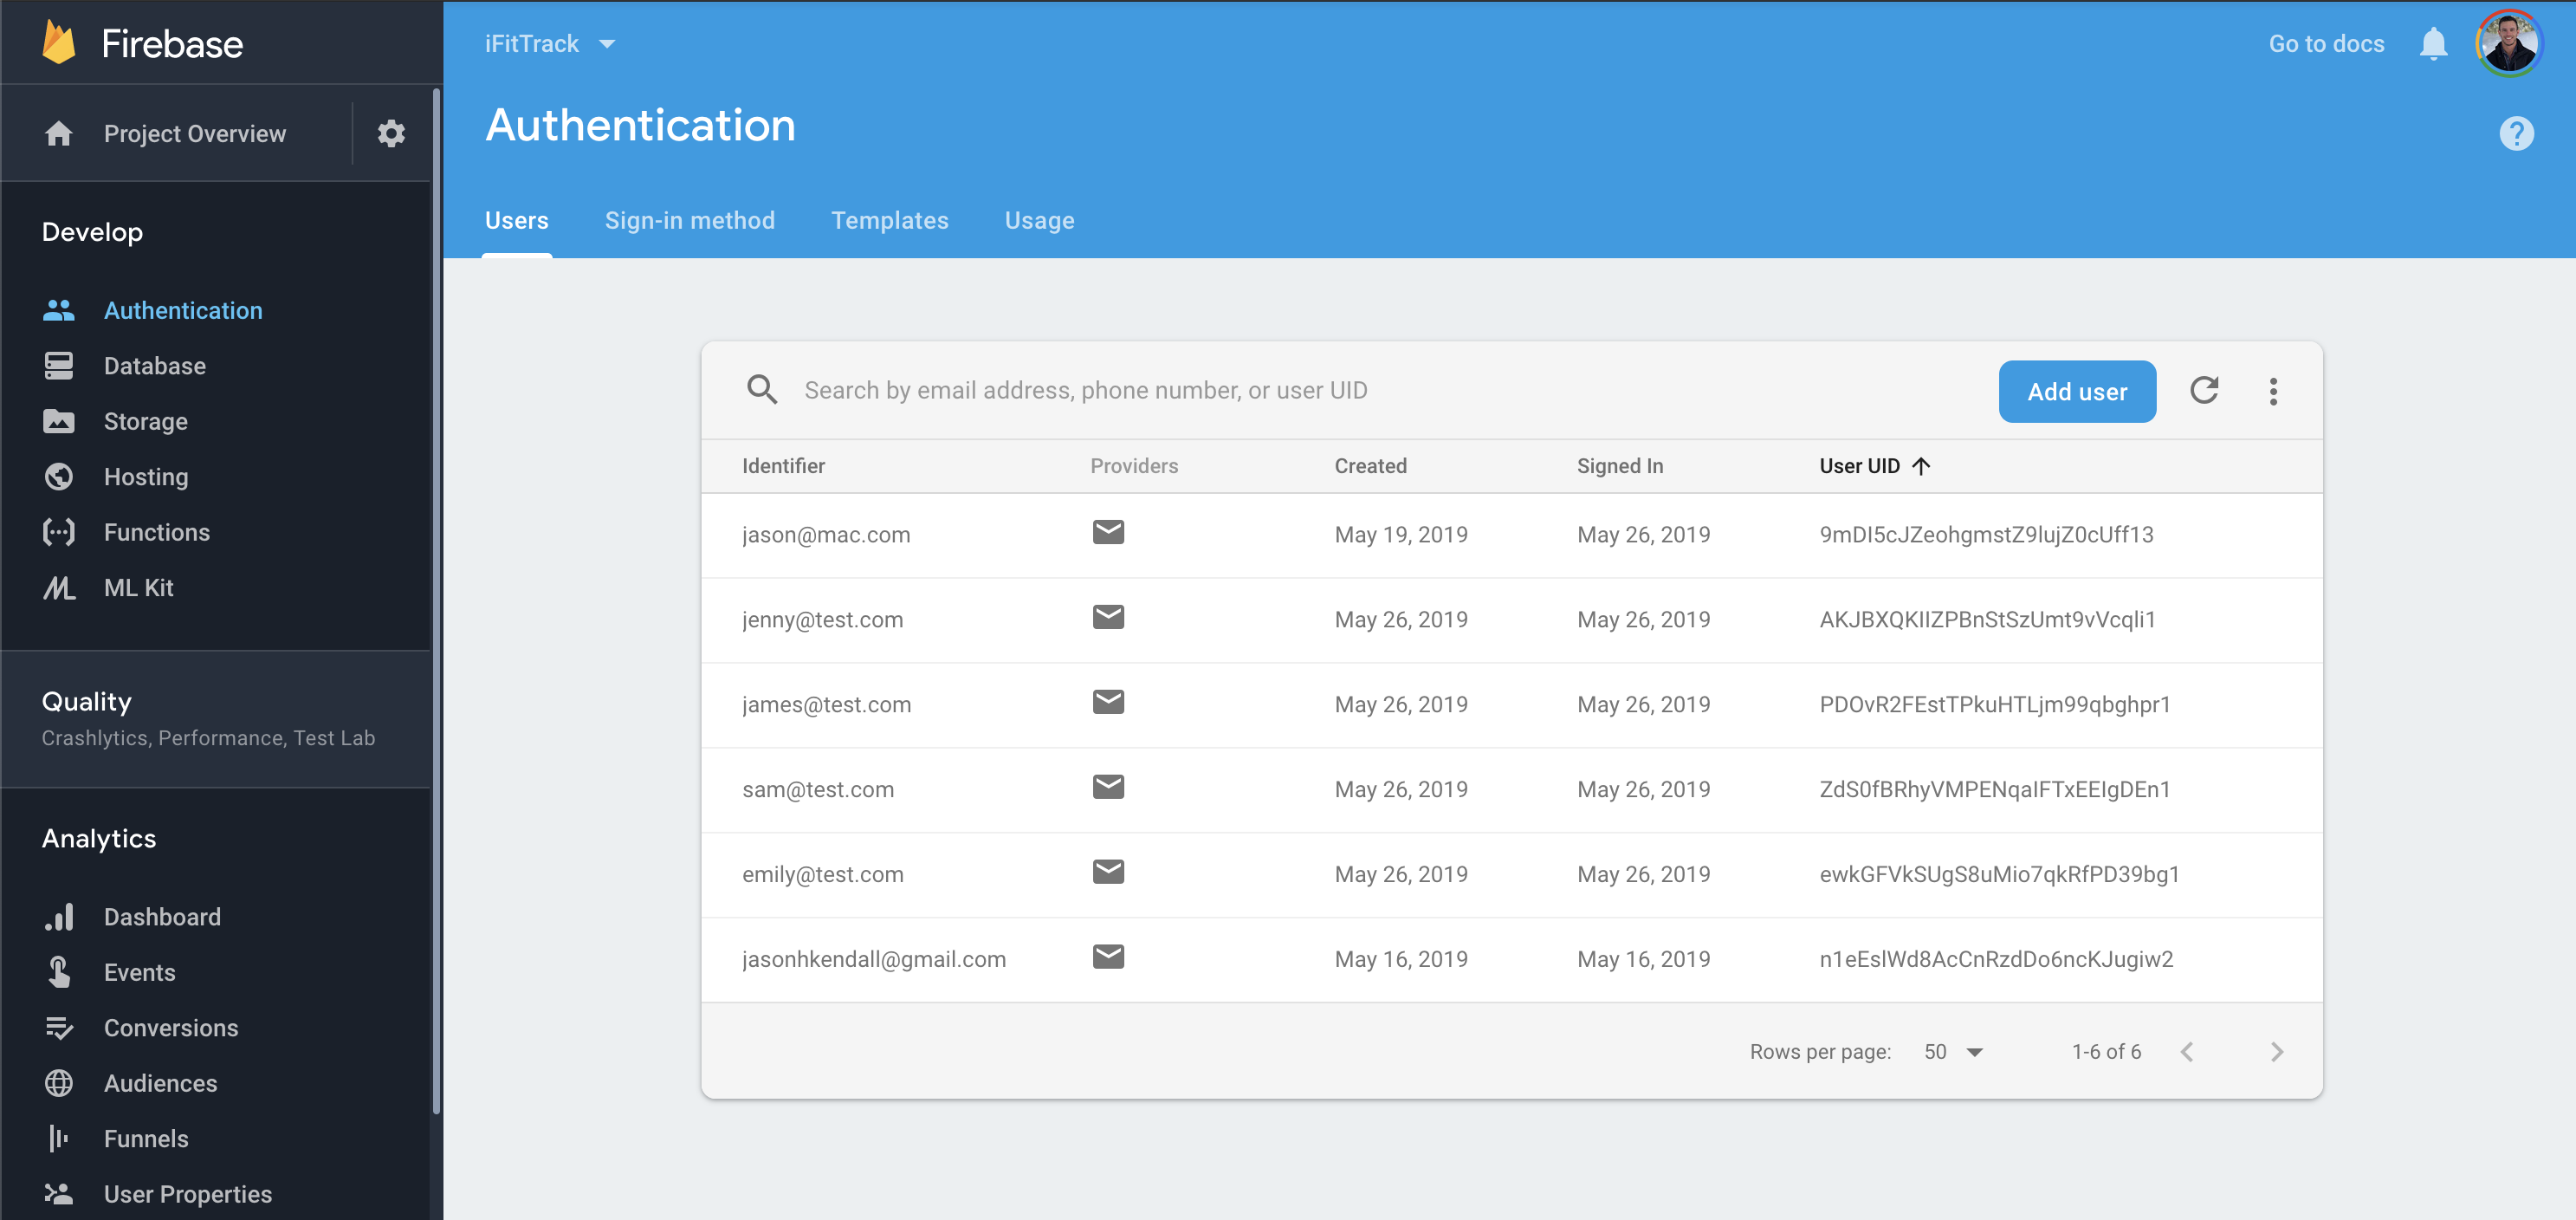 Firebase
Project Overview
Develop
Authentication
Database
Storage
Hosting
Functions
ML Kit
Quality
Crashlytics, Performance, Test Lab
Analytics
Dashboard
Events
Conversions
Audiences
Funnels
User Properties
iFitTrack
Go to docs
Authentication
Users Sign-in method Templates Usage
Search by email address, phone number, or user UID
Add user
Identifier Providers Created Signed In User UID
jason@mac.com May 19, 2019 May 26, 2019 9mDI5cJZeohgmstZ9lujZ0cUff13
jenny@test.com May 26, 2019 May 26, 2019 AKJBXQKIIZPBnStSzUmt9vVcqli1
james@test.com May 26, 2019 May 26, 2019 PDOvR2FEstTPkuHTLjm99qbghpr1
sam@test.com May 26, 2019 May 26, 2019 ZdS0fBRhyVMPENqaIFTxEEIgDEn1
emily@test.com May 26, 2019 May 26, 2019 ewkGFVkSUgS8uMio7qkRfPD39bg1
jasonhkendall@gmail.com May 16, 2019 May 16, 2019 n1eEslWd8AcCnRzdDo6ncKJugiw2
Rows per page: 50 1-6 of 6